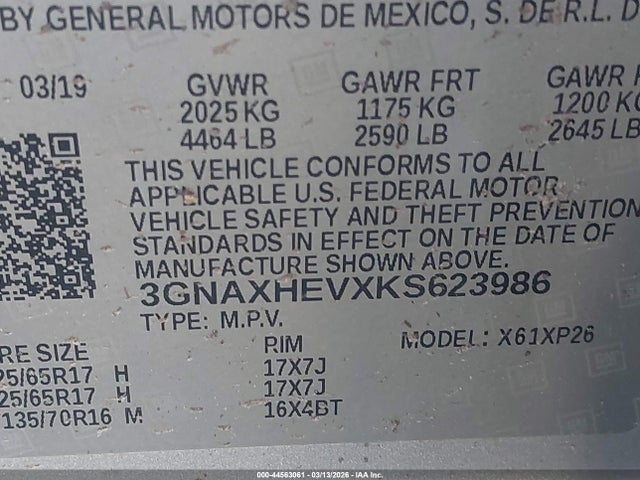 BY GENERAL MOTORS DE MEXICO, S. DE R.L. D
03/19 GVWR GAWR FRT GAWR
2025 KG 1175 KG 1200 KG
4464 LB 2590 LB 2645 LB
THIS VEHICLE CONFORMS TO ALL
APPLICABLE U.S. FEDERAL MOTOR
VEHICLE SAFETY AND THEFT PREVENTION
STANDARDS IN EFFECT ON THE DATE OF
MANUFACTURE SHOWN ABOVE.
3GNAXHEVXKS623986
TYPE: M.P.V. MODEL: X61XP26
RE SIZE RIM
25/65R17 H 17X7J
25/65R17 H 17X7J
135/70R16 M 16X4BT
000-44563061 - 03/13/2026 - IAAI.COM